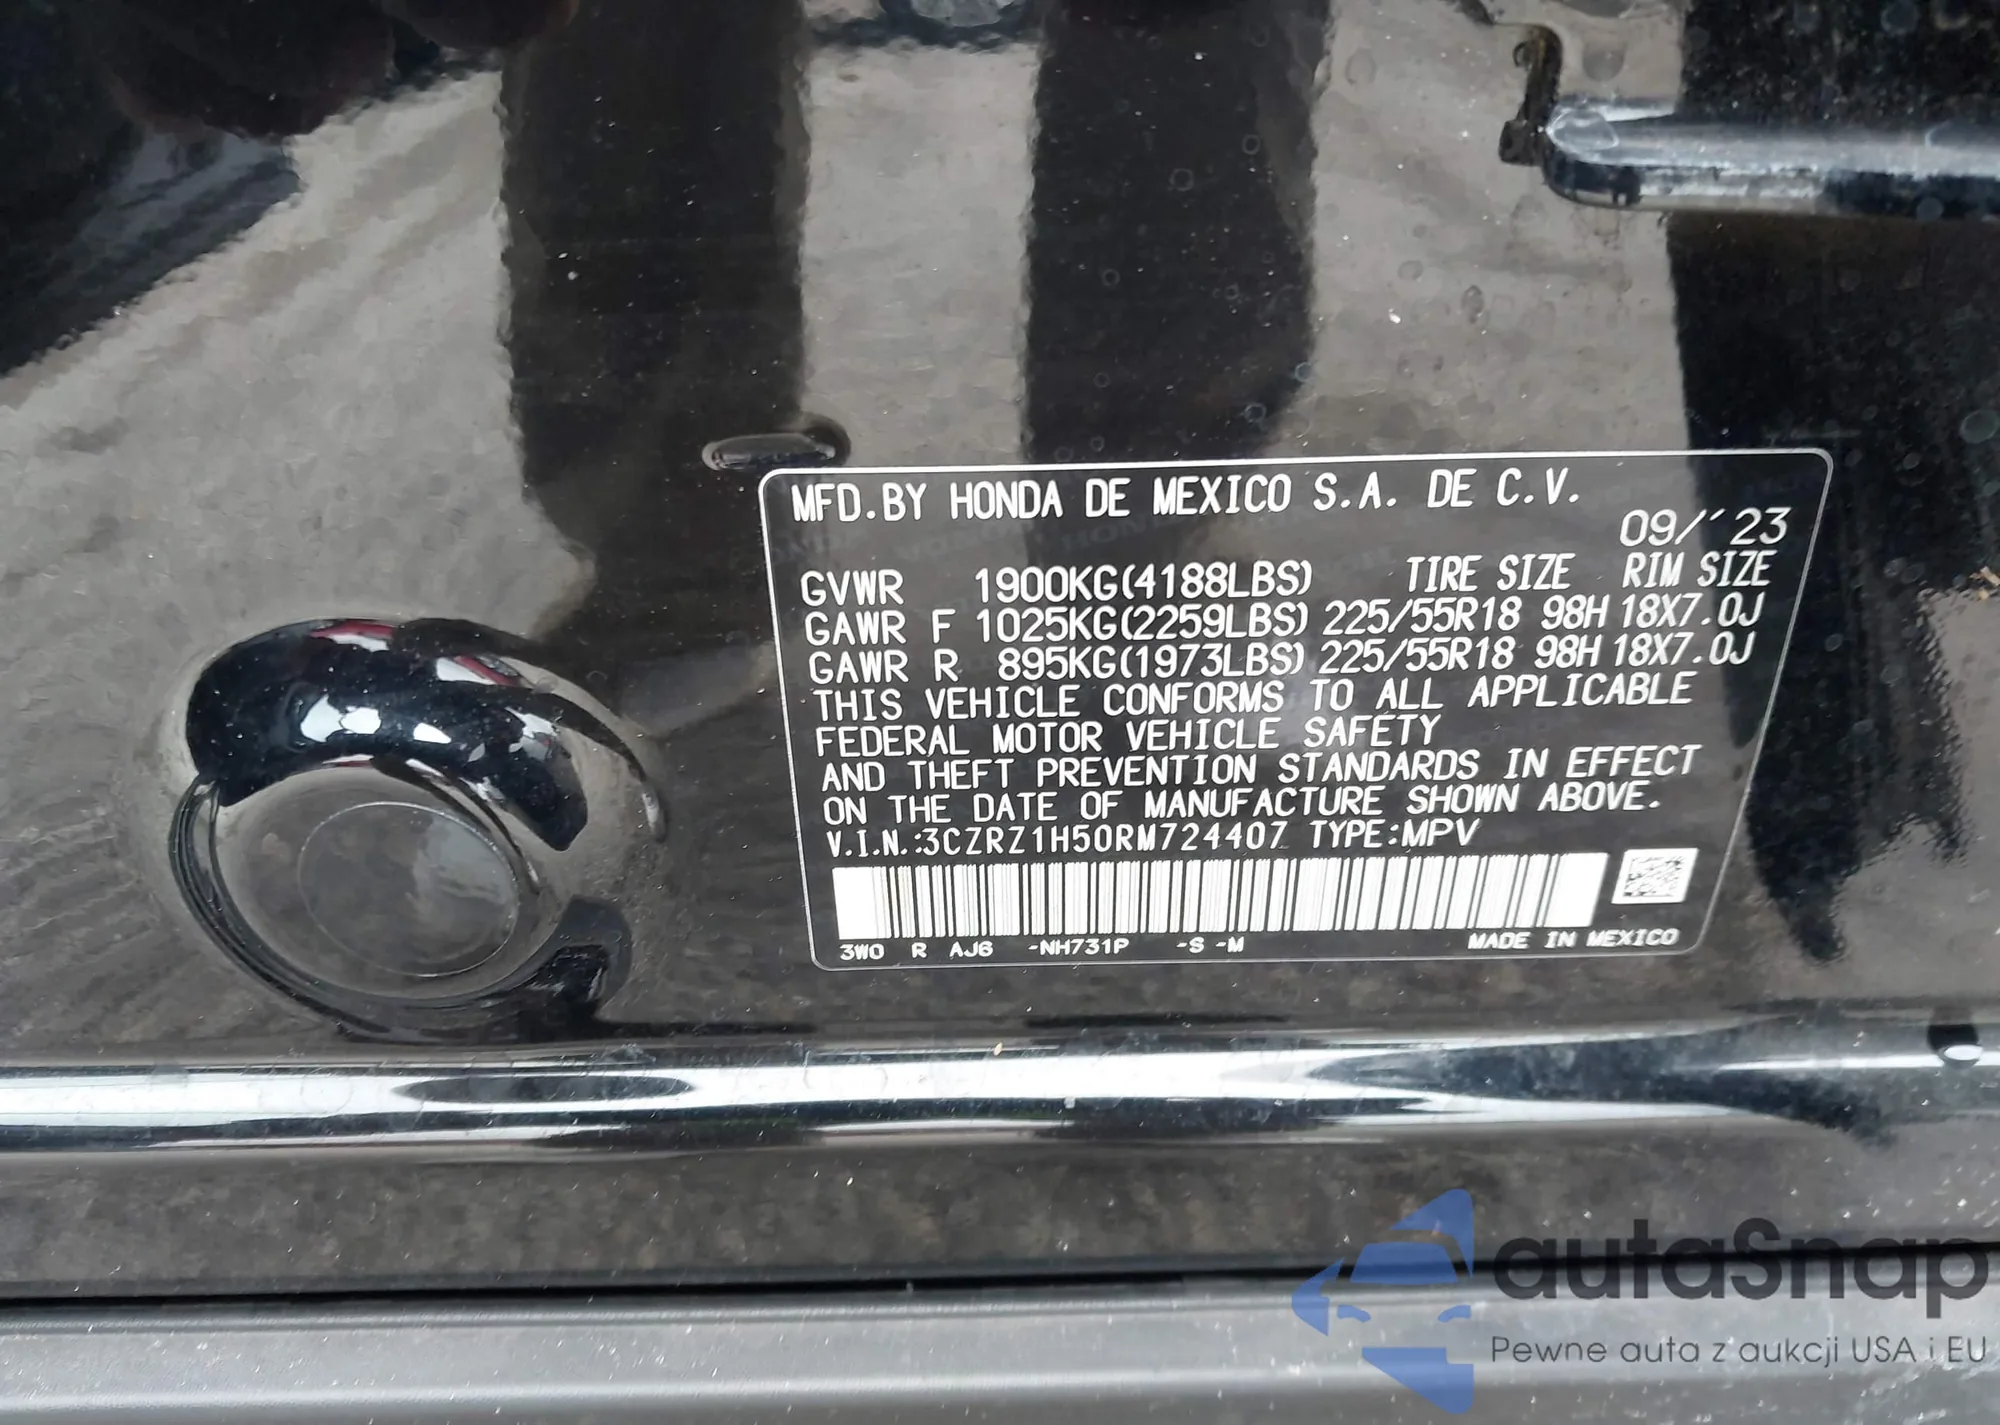 MFD.BY HONDA DE MEXICO S.A. DE C.V.
09/´23
GVWR 1900KG(4188LBS) TIRE SIZE RIM SIZE
GAWR F 1025KG(2259LBS) 225/55R18 98H 18X7.0J
GAWR R 895KG(1973LBS) 225/55R18 98H 18X7.0J
THIS VEHICLE CONFORMS TO ALL APPLICABLE
FEDERAL MOTOR VEHICLE SAFETY
AND THEFT PREVENTION STANDARDS IN EFFECT
ON THE DATE OF MANUFACTURE SHOWN ABOVE.
V.I.N.:3CZRZ1H50RM724407 TYPE:MPV
3W0 R AJ6 -NH731P -S -M MADE IN MEXICO
autaSnap
Pewne auta z aukcji USA i EU